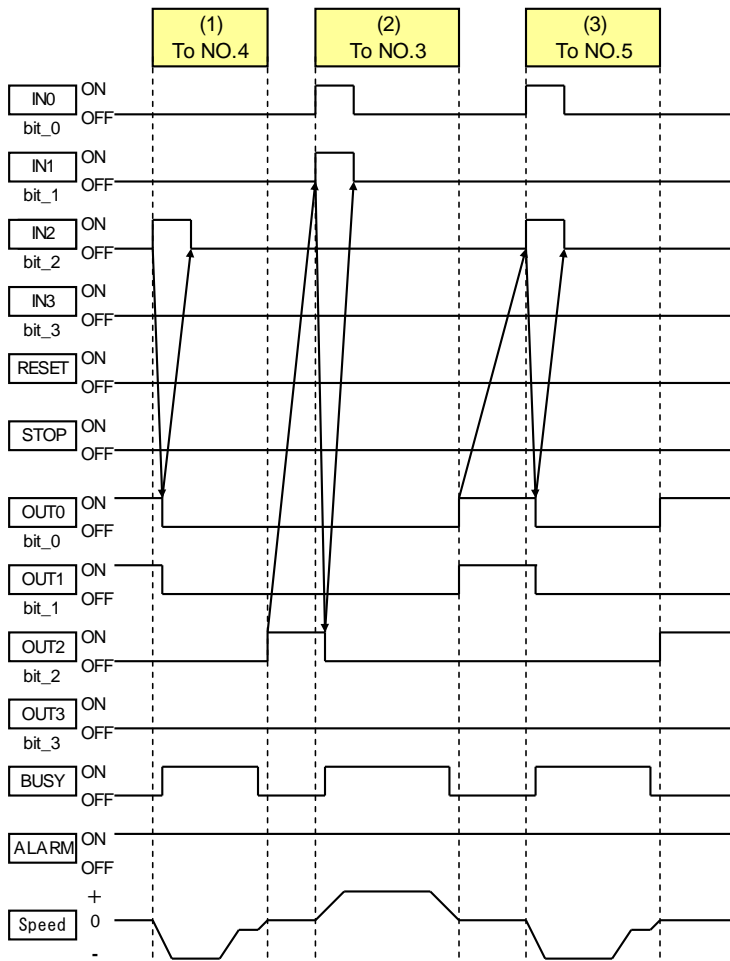 (1)
To NO.4
(2)
To NO.3
(3)
To NO.5
IN0
ON
OFF
bit_0
IN1
ON
OFF
bit_1
IN2
ON
OFF
bit_2
IN3
ON
OFF
bit_3
RESET
ON
OFF
STOP
ON
OFF
OUT0
ON
OFF
bit_0
OUT1
ON
OFF
bit_1
OUT2
ON
OFF
bit_2
OUT3
ON
OFF
bit_3
BUSY
ON
OFF
ALARM
ON
OFF
Speed
+
0
-